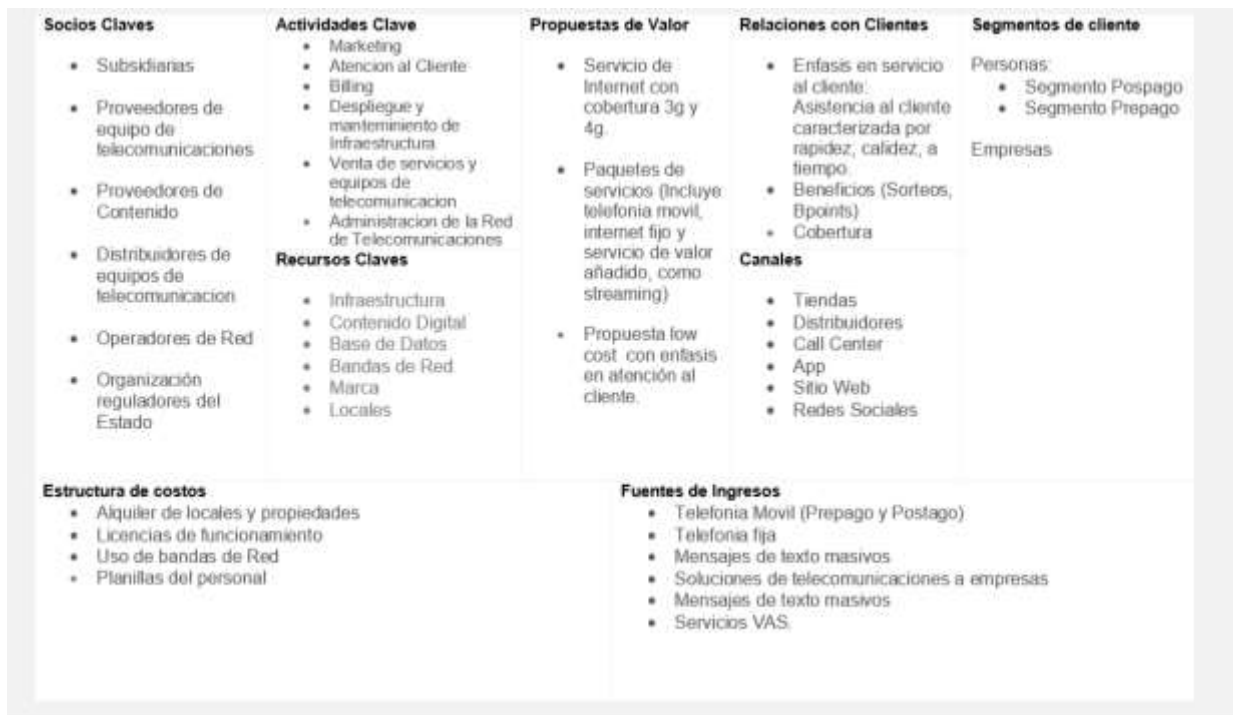 Socios Claves
• Subsidiarias
• Proveedores de
equipo de
telecomunicaciones
• Proveedores de
Contenido
• Distribuidores de
equipos de
telecomunicacion
• Operadores de Red
• Organización
reguladores del
Estado
Actividades Clave
• Marketing
• Atencion al Cliente
• Billing
• Despliegue y
manteminiento de
Infraestructura
• Venta de servicios y
equipos de
telecomunicacion
• Administracion de la Red
de Telecomunicaciones
Recursos Claves
• Infraestructura
• Contenido Digital
• Base de Datos
• Bandas de Red
• Marca
• Locales
Propuestas de Valor
• Servicio de
Internet con
cobertura 3g y
4g.
• Paquetes de
servicios (Incluye
telefonia movil,
internet fijo y
servicio de valor
añadido, como
streaming)
• Propuesta low
cost con enfasis
en atención al
cliente.
Relaciones con Clientes
• Enfasis en servicio
al cliente:
Asistencia al cliente
caracterizada por
rapidez, calidez, a
tiempo.
• Beneficios (Sorteos,
Bpoints)
• Cobertura
Canales
• Tiendas
• Distribuidores
• Call Center
• App
• Sitio Web
• Redes Sociales
Segmentos de cliente
Personas:
• Segmento Pospago
• Segmento Prepago
Empresas
Estructura de costos
• Alquiler de locales y propiedades
• Licencias de funcionamiento
• Uso de bandas de Red
• Planillas del personal
Fuentes de Ingresos
• Telefonia Movil (Prepago y Postago)
• Telefonia fija
• Mensajes de texto masivos
• Soluciones de telecomunicaciones a empresas
• Mensajes de texto masivos
• Servicios VAS.